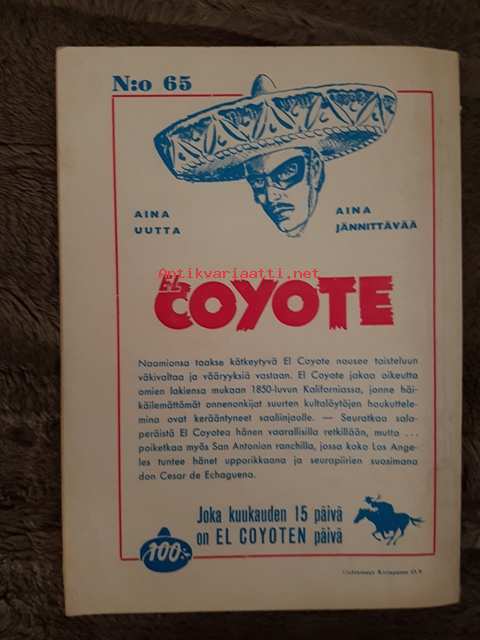 N:o 65
AINA
UUTTA
AINA
JÄNNITTÄVÄÄ
Antikvariaatti.net
EL
COYOTE
Naamionsa taakse kätkeytyvä El Coyote nousee taisteluun
väkivaltaa ja vääryyksiä vastaan. El Coyote jakaa oikeutta
omien lakiensa mukaan 1850-luvun Kaliforniassa, jonne häi-
käilemättömät onnenonkijat suurten kultalöytöjen houkuttele-
mina ovat kerääntyneet saaliinjaolle. — Seuratkaa sala-
peräistä El Coyotea hänen vaarallisilla retkillään, mutta ...
poiketkaa myös San Antonion ranchilla, jossa koko Los Ange-
les tuntee hänet upporikkaana ja seurapiirien suosimana
don Cesar de Echaguena.
Joka kuukauden 15 päivä
on EL COYOTEN päivä
100:-